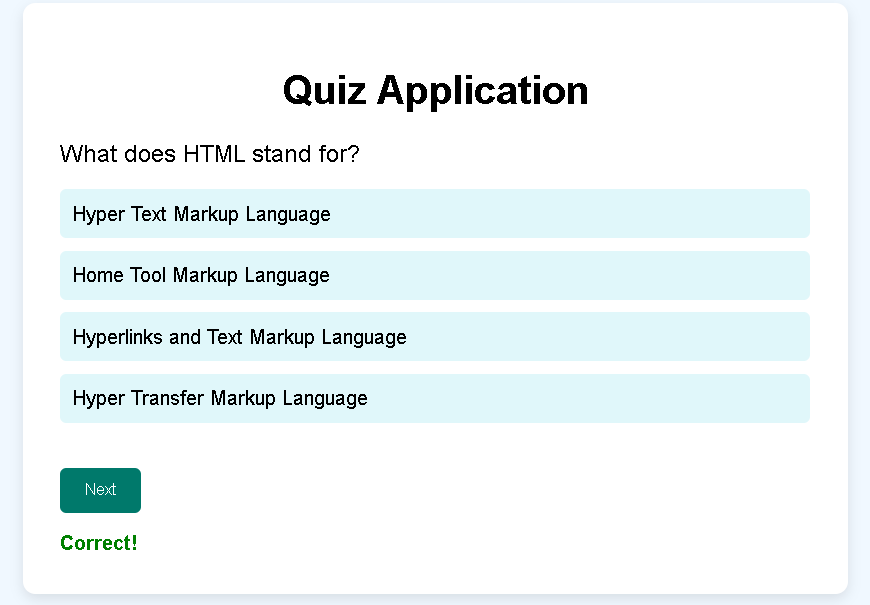 Quiz Application
What does HTML stand for?
Hyper Text Markup Language
Home Tool Markup Language
Hyperlinks and Text Markup Language
Hyper Transfer Markup Language
Next
Correct!